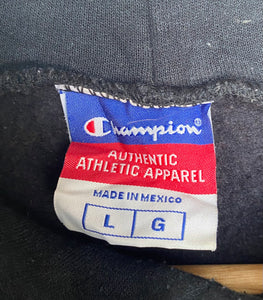 Champion
AUTHENTIC
ATHLETIC APPAREL
MADE IN MEXICO
L G